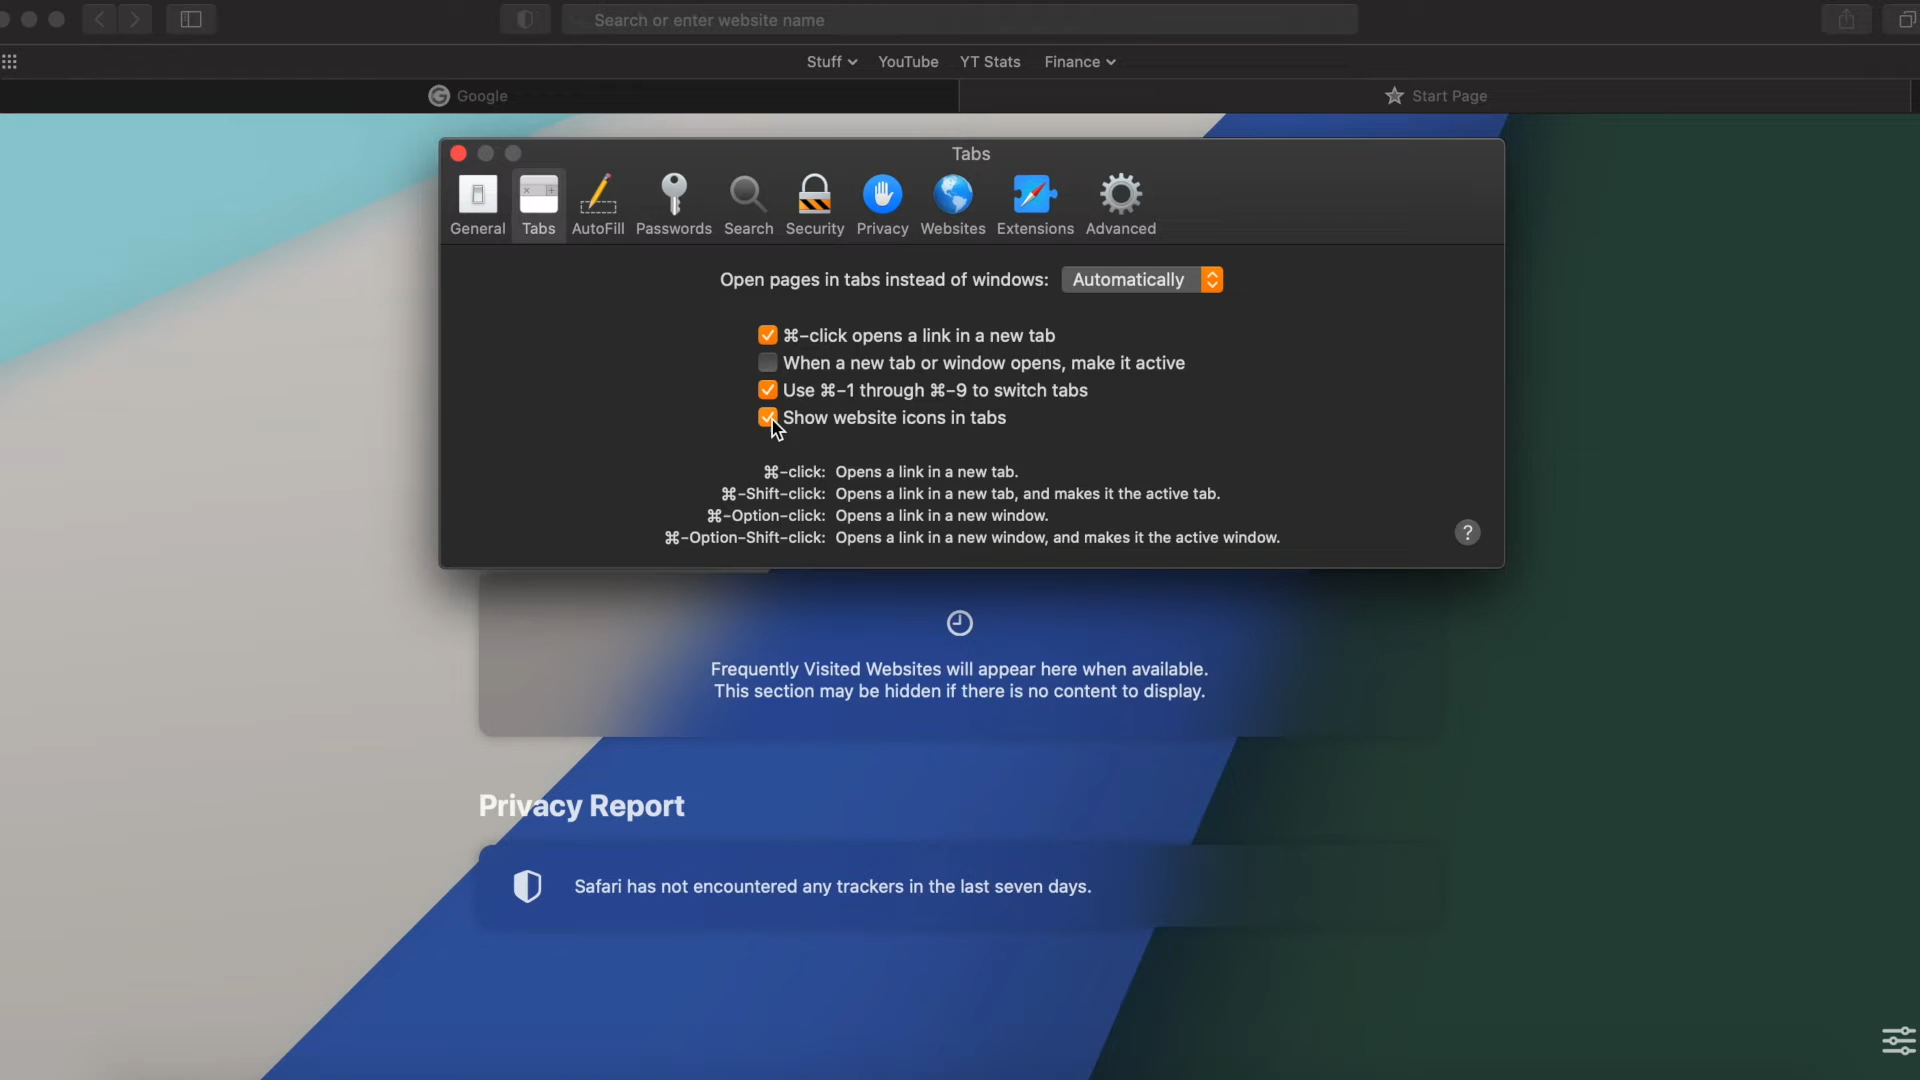 Search or enter website name
Stuff YouTube YT Stats Finance
Google
Start Page
Tabs
General Tabs AutoFill Passwords Search Security Privacy Websites Extensions Advanced
Open pages in tabs instead of windows: Automatically
⌘-click opens a link in a new tab
When a new tab or window opens, make it active
Use ⌘-1 through ⌘-9 to switch tabs
Show website icons in tabs
⌘-click: Opens a link in a new tab.
⌘-Shift-click: Opens a link in a new tab, and makes it the active tab.
⌘-Option-click: Opens a link in a new window.
⌘-Option-Shift-click: Opens a link in a new window, and makes it the active window.
?
Frequently Visited Websites will appear here when available.
This section may be hidden if there is no content to display.
Privacy Report
Safari has not encountered any trackers in the last seven days.